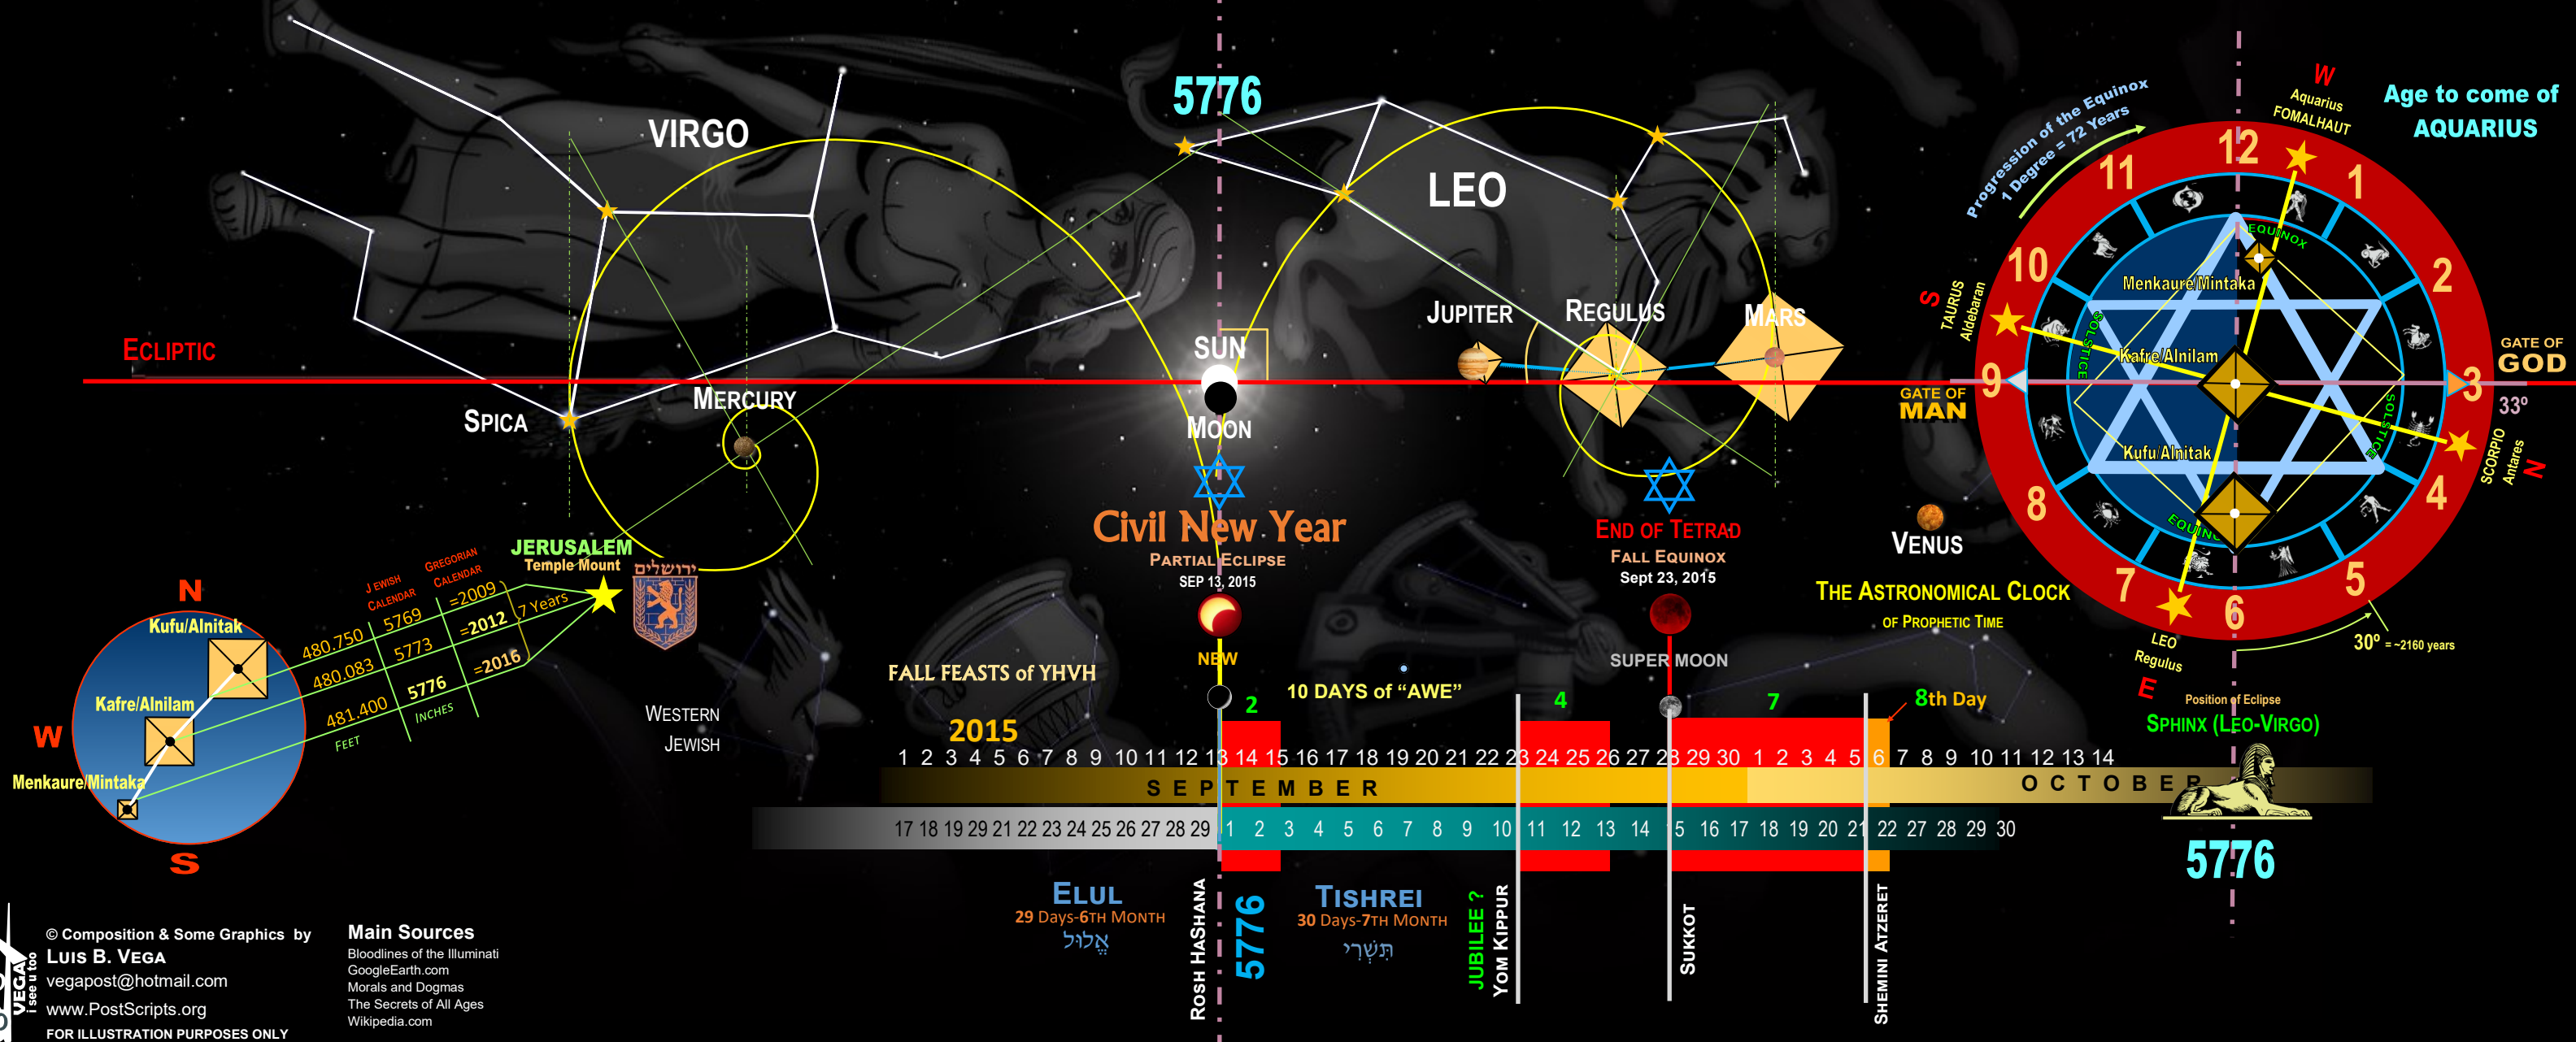 5776
VIRGO
LEO
ECLIPTIC
SPICA
MERCURY
SUN
MOON
JUPITER
REGULUS
MARS
VENUS
Civil New Year
PARTIAL ECLIPSE
SEP 13, 2015
NEW
END OF TETRAD
FALL EQUINOX
Sept 23, 2015
SUPER MOON
Age to come of
AQUARIUS
Progression of the Equinox
1 Degree = 72 Years
W
Aquarius
FOMALHAUT
S
TAURUS
Aldebaran
GATE OF
MAN
GATE OF
GOD
33º
SCORPIO
Antares
N
LEO
Regulus
E
12
1
2
3
4
5
6
7
8
9
10
11
EQUINOX
SOLSTICE
SOLSTICE
EQUINO
Menkaure/Mintaka
Kafre/Alnilam
Kufu/Alnitak
30º = ~2160 years
THE ASTRONOMICAL CLOCK
OF PROPHETIC TIME
Position of Eclipse
SPHINX (LEO-VIRGO)
5776
JERUSALEM
Temple Mount
ירושלים
JEWISH
CALENDAR
GREGORIAN
CALENDAR
480.750 5769 =2009
480.083 5773 =2012
481.400 5776 =2016
7 Years
FEET
INCHES
N
W
S
Kufu/Alnitak
Kafre/Alnilam
Menkaure/Mintaka
FALL FEASTS of YHVH
2015
WESTERN
JEWISH
10 DAYS of “AWE”
2
4
7
8th Day
1 2 3 4 5 6 7 8 9 10 11 12 13 14 15 16 17 18 19 20 21 22 23 24 25 26 27 28 29 30 1 2 3 4 5 6 7 8 9 10 11 12 13 14
SEPTEMBER
OCTOBER
17 18 19 29 21 22 23 24 25 26 27 28 29 1 2 3 4 5 6 7 8 9 10 11 12 13 14 15 16 17 18 19 20 21 22 27 28 29 30
ELUL
29 Days-6TH MONTH
אֱלוּל
ROSH HASHANA
5776
TISHREI
30 Days-7TH MONTH
תִּשְׁרִי
JUBILEE ?
YOM KIPPUR
SUKKOT
SHEMINI ATZERET
VEGA
i see u too
© Composition & Some Graphics by
LUIS B. VEGA
vegapost@hotmail.com
www.PostScripts.org
FOR ILLUSTRATION PURPOSES ONLY
Main Sources
Bloodlines of the Illuminati
GoogleEarth.com
Morals and Dogmas
The Secrets of All Ages
Wikipedia.com